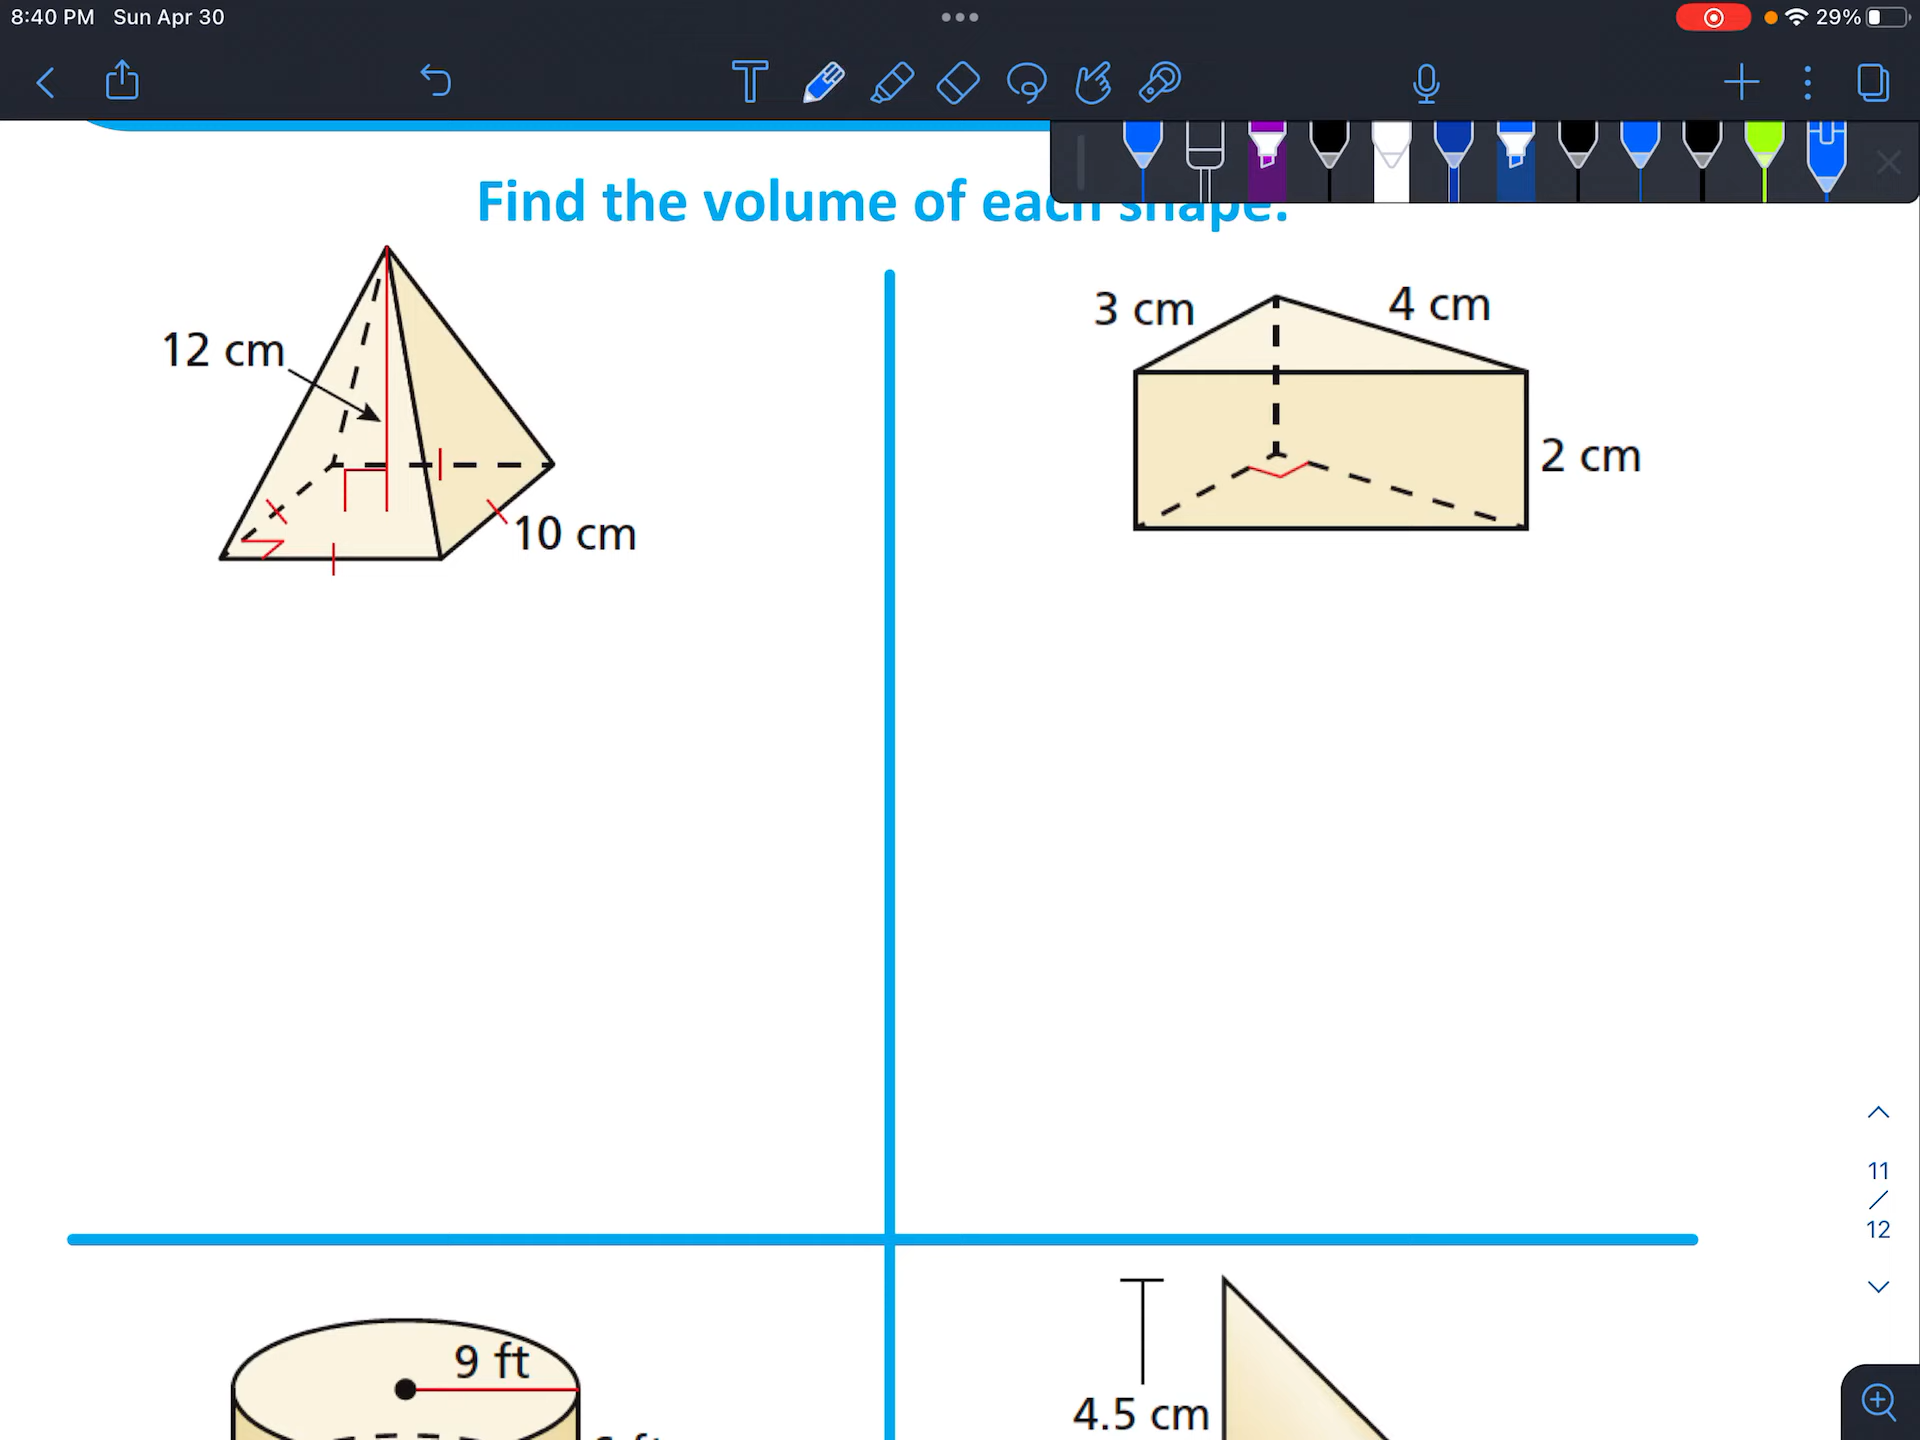 8:40 PM Sun Apr 30
29%
Find the volume of each shape.
12 cm
10 cm
3 cm
4 cm
2 cm
11
/
12
9 ft
4.5 cm